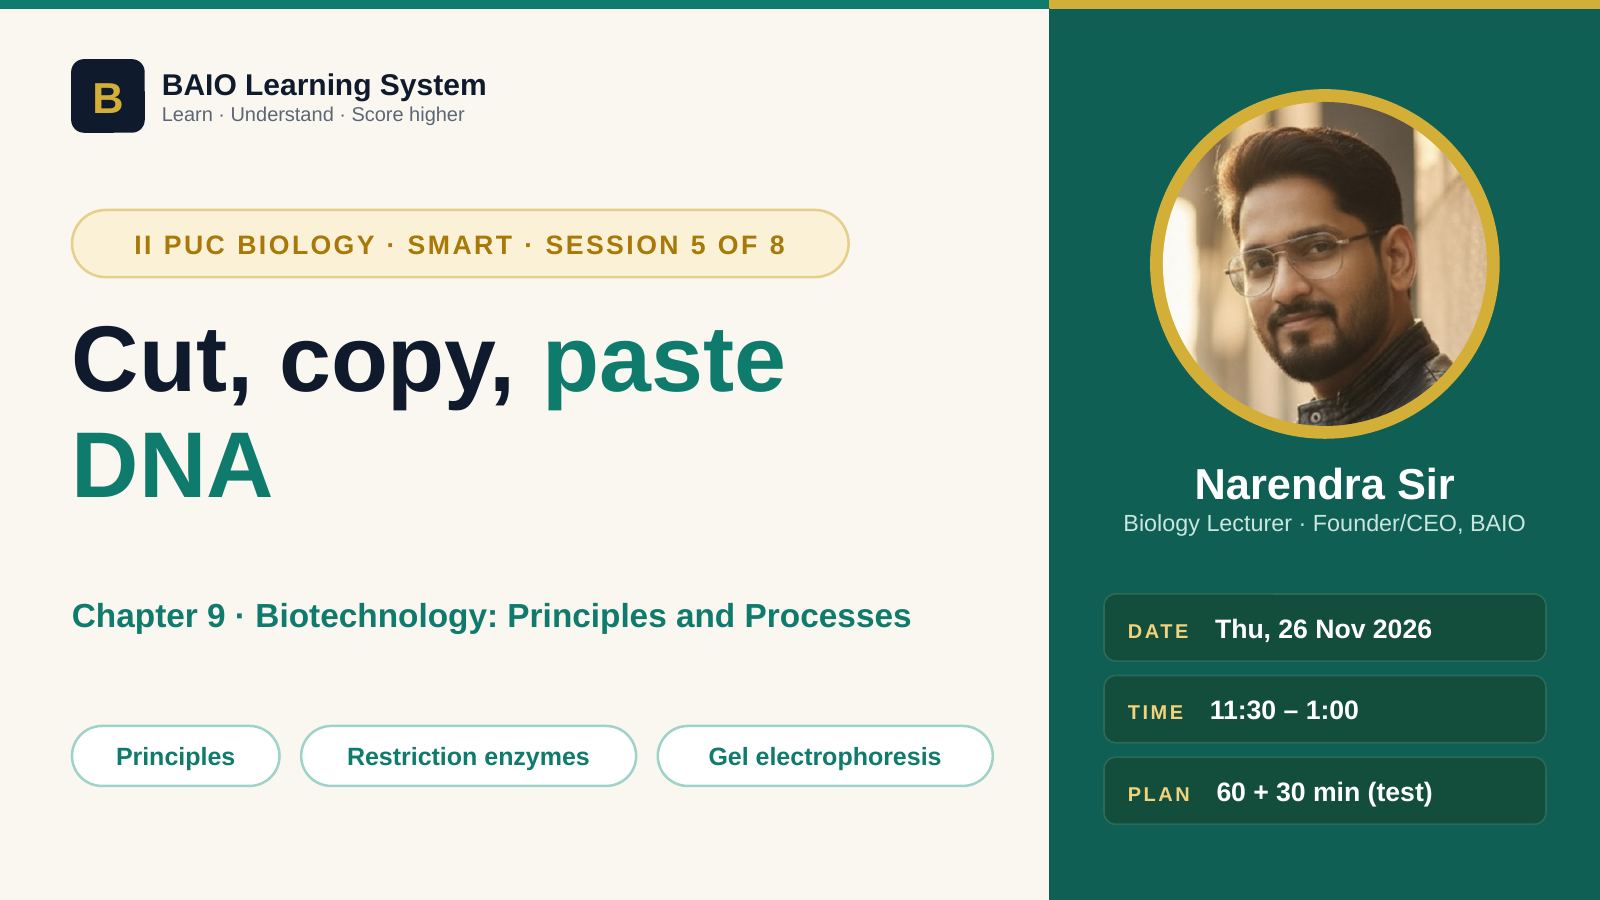 B
BAIO Learning System
Learn · Understand · Score higher
II PUC BIOLOGY · SMART · SESSION 5 OF 8
Cut, copy, paste
DNA
Chapter 9 · Biotechnology: Principles and Processes
Principles
Restriction enzymes
Gel electrophoresis
Narendra Sir
Biology Lecturer · Founder/CEO, BAIO
DATE Thu, 26 Nov 2026
TIME 11:30 – 1:00
PLAN 60 + 30 min (test)